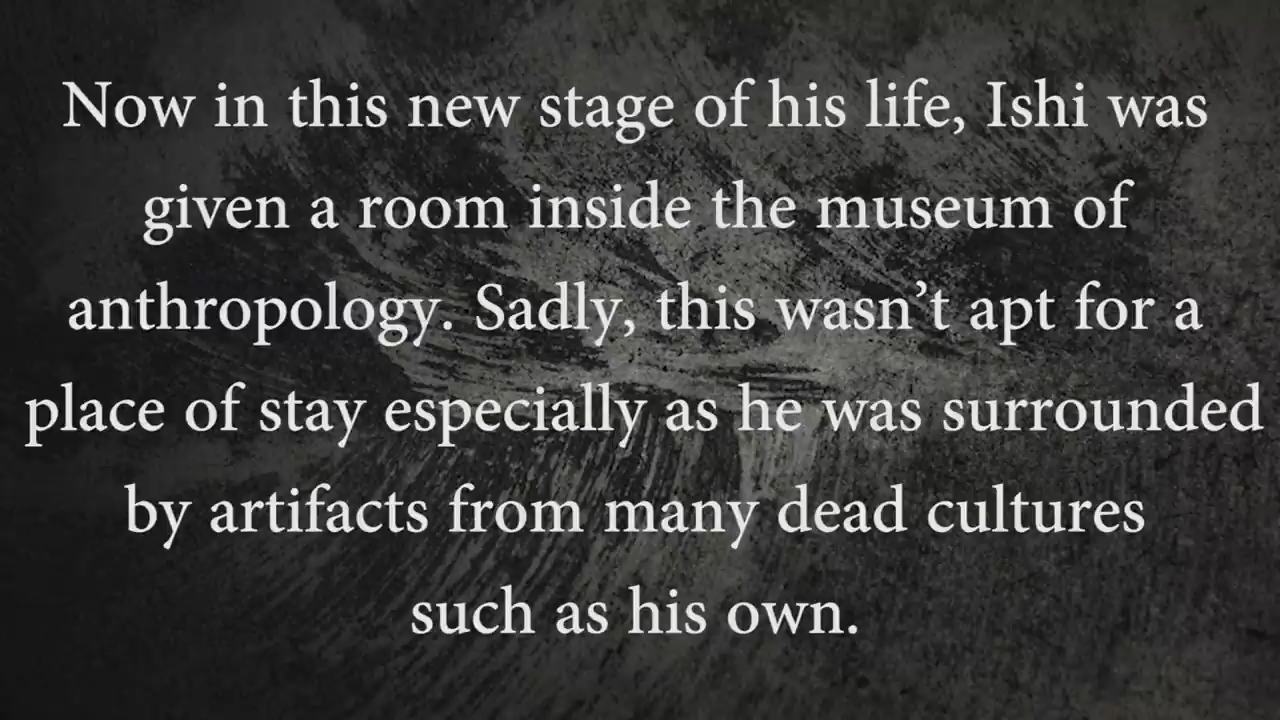 Now in this new stage of his life, Ishi was
given a room inside the museum of
anthropology. Sadly, this wasn’t apt for a
place of stay especially as he was surrounded
by artifacts from many dead cultures
such as his own.